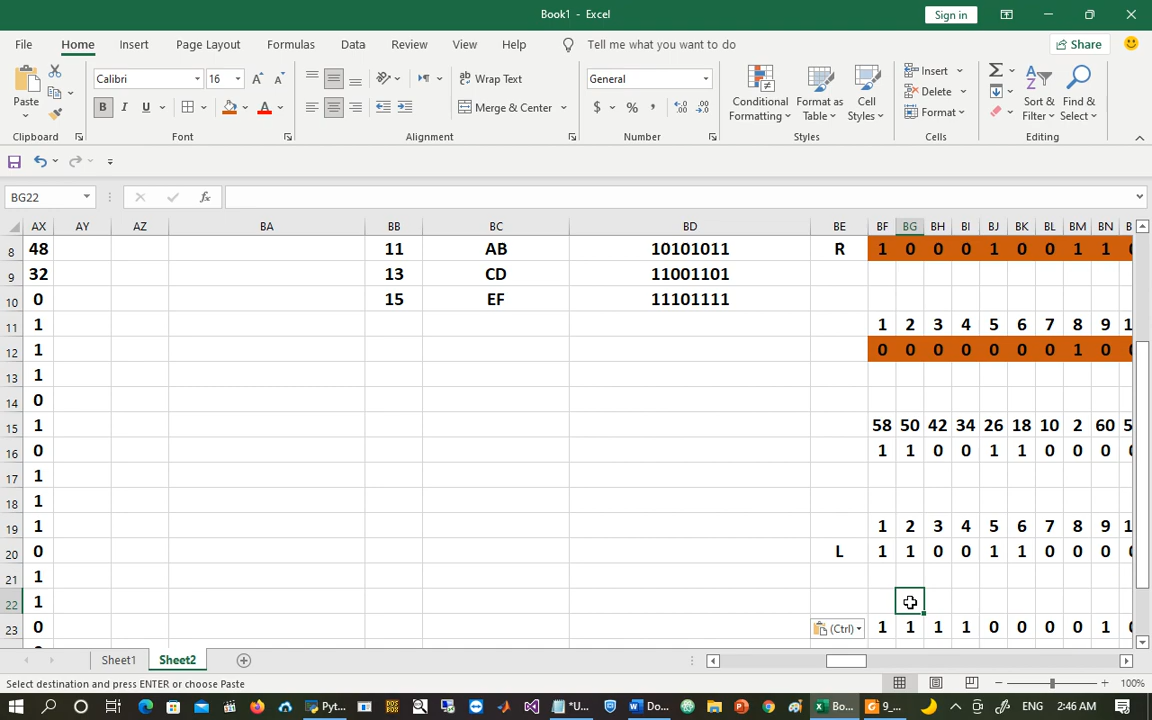 Book1 - Excel
Sign in
File Home Insert Page Layout Formulas Data Review View Help Tell me what you want to do Share
Paste
Calibri 16
B I U
Wrap Text
Merge & Center
General
$ % ,
Conditional Formatting
Format as Table
Cell Styles
Insert
Delete
Format
Sort & Filter
Find & Select
Clipboard Font Alignment Number Styles Cells Editing
BG22 fx
AX AY AZ BA BB BC BD BE BF BG BH BI BJ BK BL BM BN
8 48 11 AB 10101011 R 1 0 0 0 1 0 0 1 1
9 32 13 CD 11001101
10 0 15 EF 11101111
11 1 1 2 3 4 5 6 7 8 9
12 1 0 0 0 0 0 0 0 1 0
13 1
14 0
15 1 58 50 42 34 26 18 10 2 60
16 0 1 1 0 0 1 1 0 0 0
17 1
18 1
19 1 1 2 3 4 5 6 7 8 9
20 0 L 1 1 0 0 1 1 0 0 0
21 1
22 1
23 0 (Ctrl) 1 1 1 1 0 0 0 0 1
Sheet1 Sheet2
Select destination and press ENTER or choose Paste 100%
Pyt... *U... Do... Bo... 9_... ENG 2:46 AM